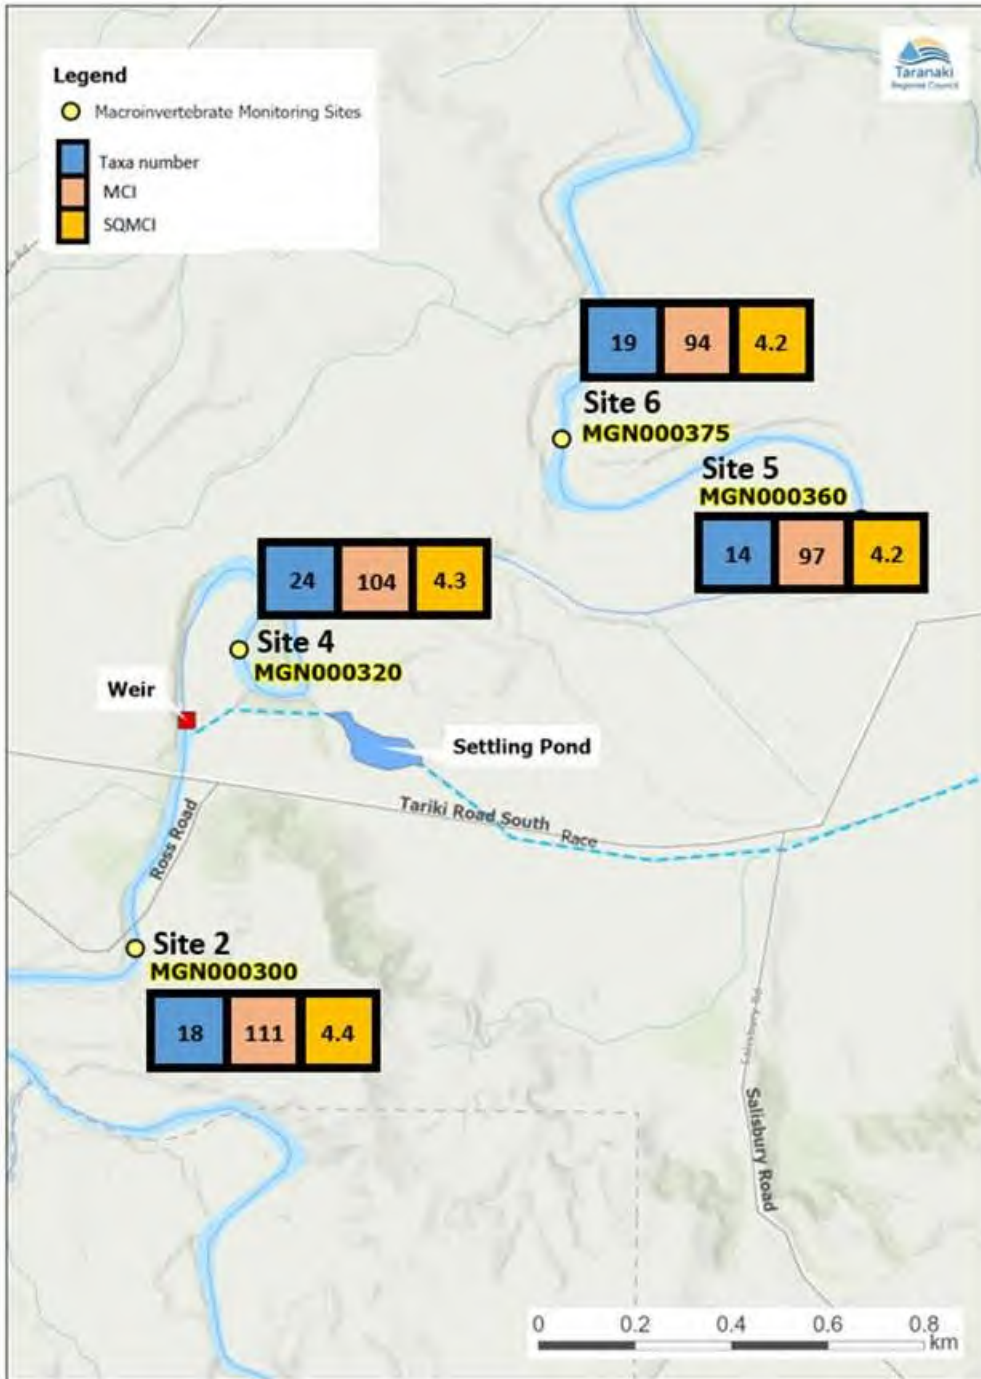 Legend
Macroinvertebrate Monitoring Sites
Taxa number
MCI
SQMCI
Taranaki
Regional Council
19 94 4.2
Site 6
MGN000375
Site 5
MGN000360
14 97 4.2
24 104 4.3
Site 4
MGN000320
Weir
Settling Pond
Tariki Road South
Race
Ross Road
Site 2
MGN000300
18 111 4.4
Salisbury Rd
Salisbury Road
0 0.2 0.4 0.6 0.8
km